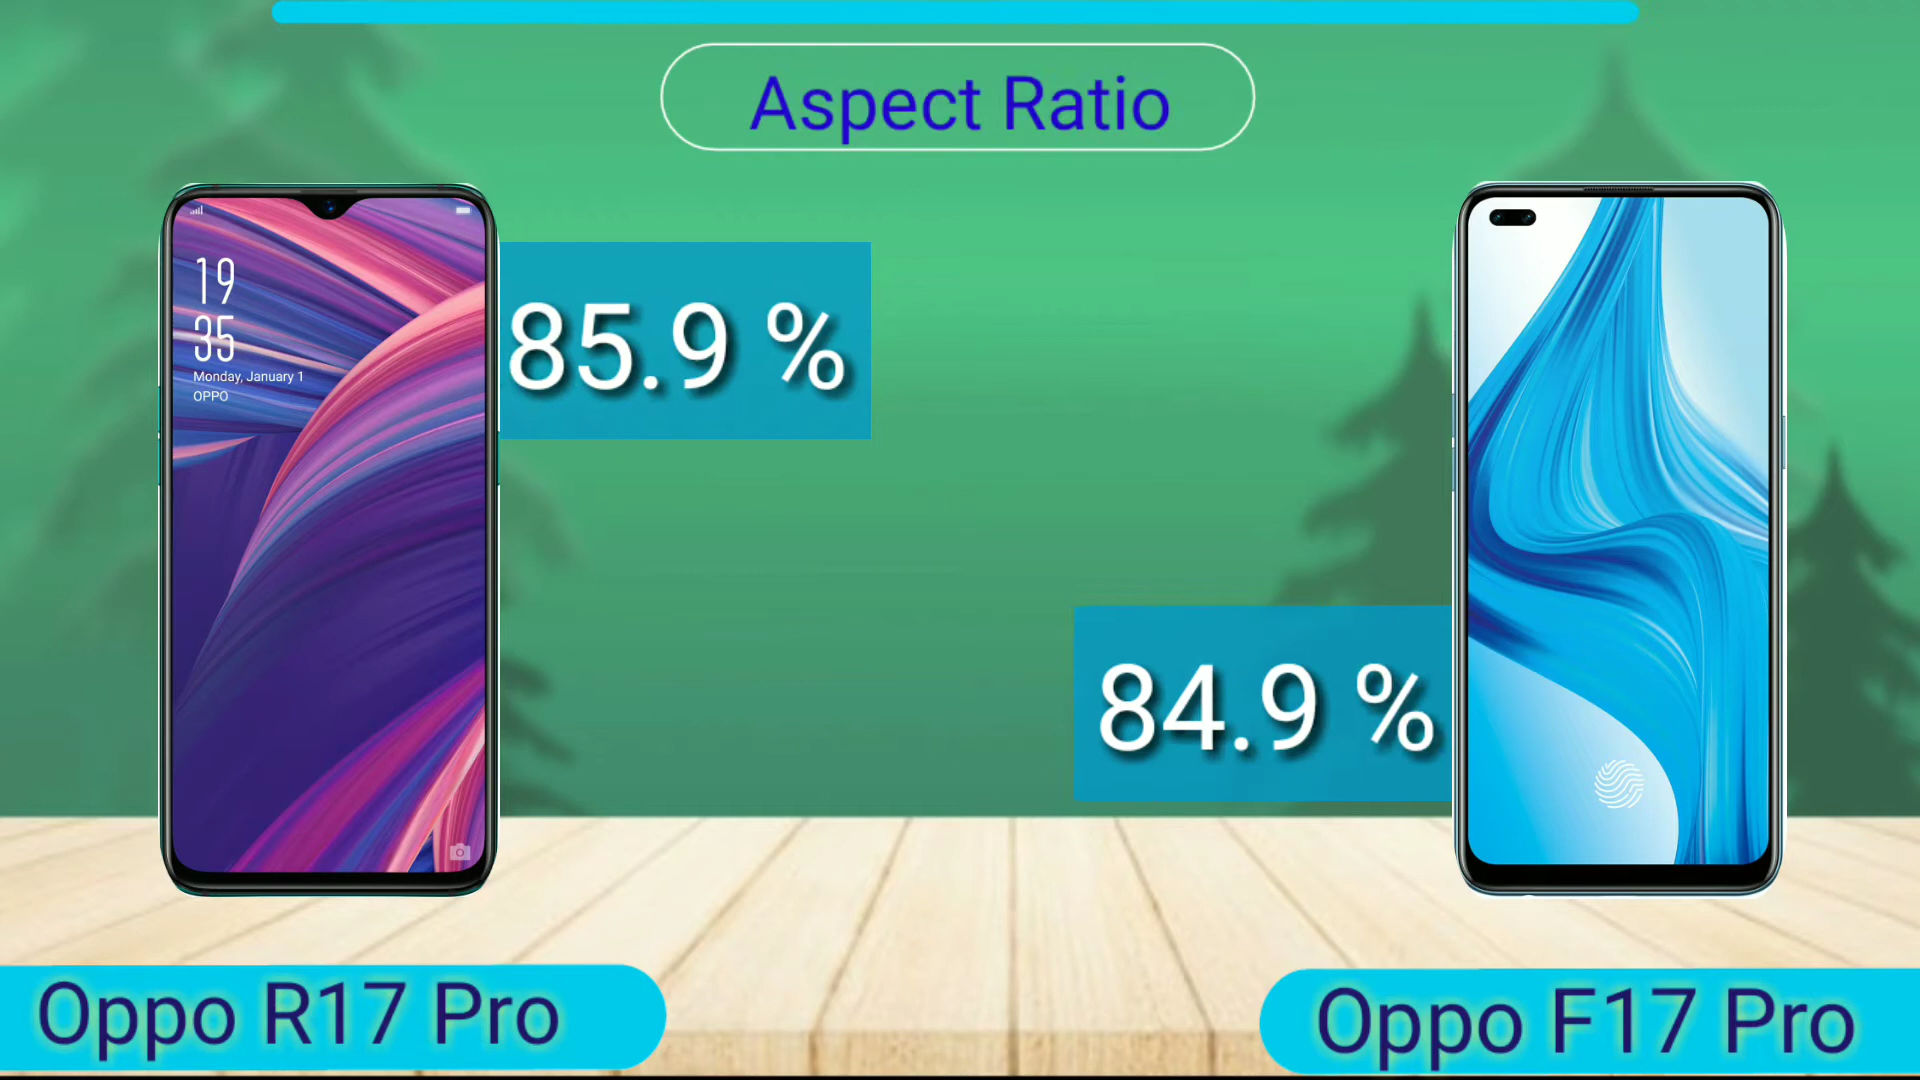 Aspect Ratio
19
35
Monday, January 1
OPPO
85.9 %
84.9 %
Oppo R17 Pro
Oppo F17 Pro